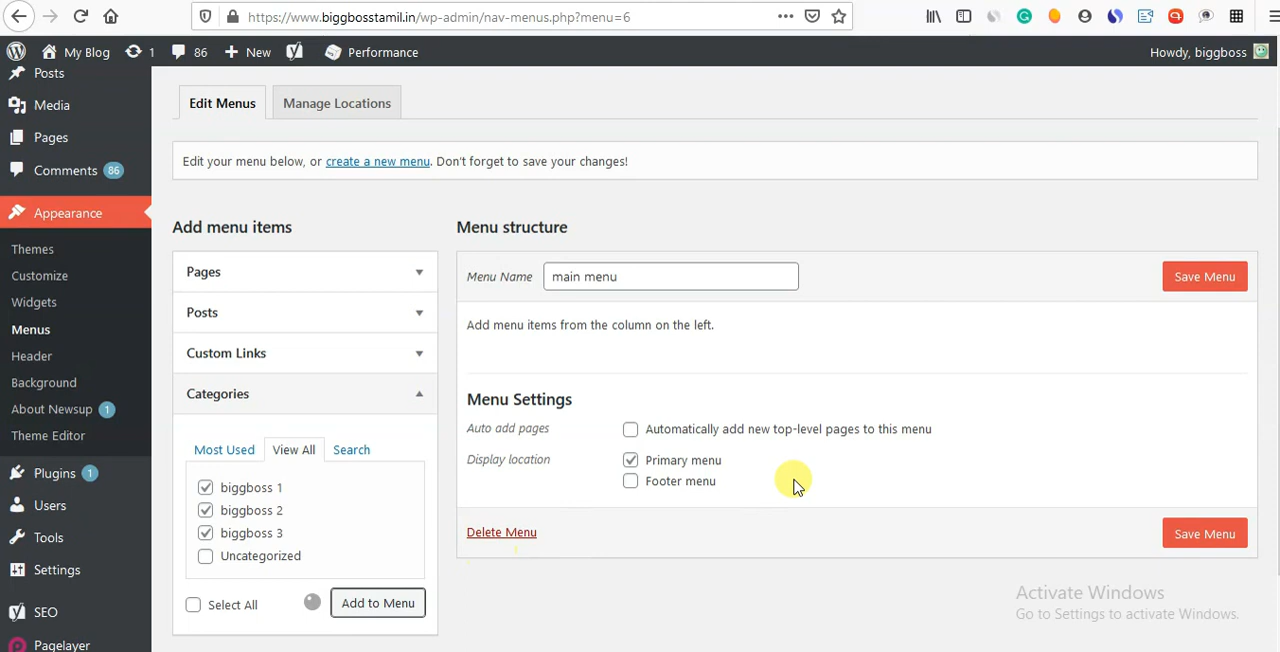 https://www.biggbosstamil.in/wp-admin/nav-menus.php?menu=6
My Blog 1 86 New Performance Howdy, biggboss
Posts
Media
Pages
Comments 86
Appearance
Themes
Customize
Widgets
Menus
Header
Background
About Newsup 1
Theme Editor
Plugins 1
Users
Tools
Settings
SEO
Pagelayer
Edit Menus Manage Locations
Edit your menu below, or create a new menu. Don't forget to save your changes!
Add menu items
Pages
Posts
Custom Links
Categories
Most Used View All Search
biggboss 1
biggboss 2
biggboss 3
Uncategorized
Select All Add to Menu
Menu structure
Menu Name main menu Save Menu
Add menu items from the column on the left.
Menu Settings
Auto add pages Automatically add new top-level pages to this menu
Display location Primary menu
Footer menu
Delete Menu Save Menu
Activate Windows
Go to Settings to activate Windows.